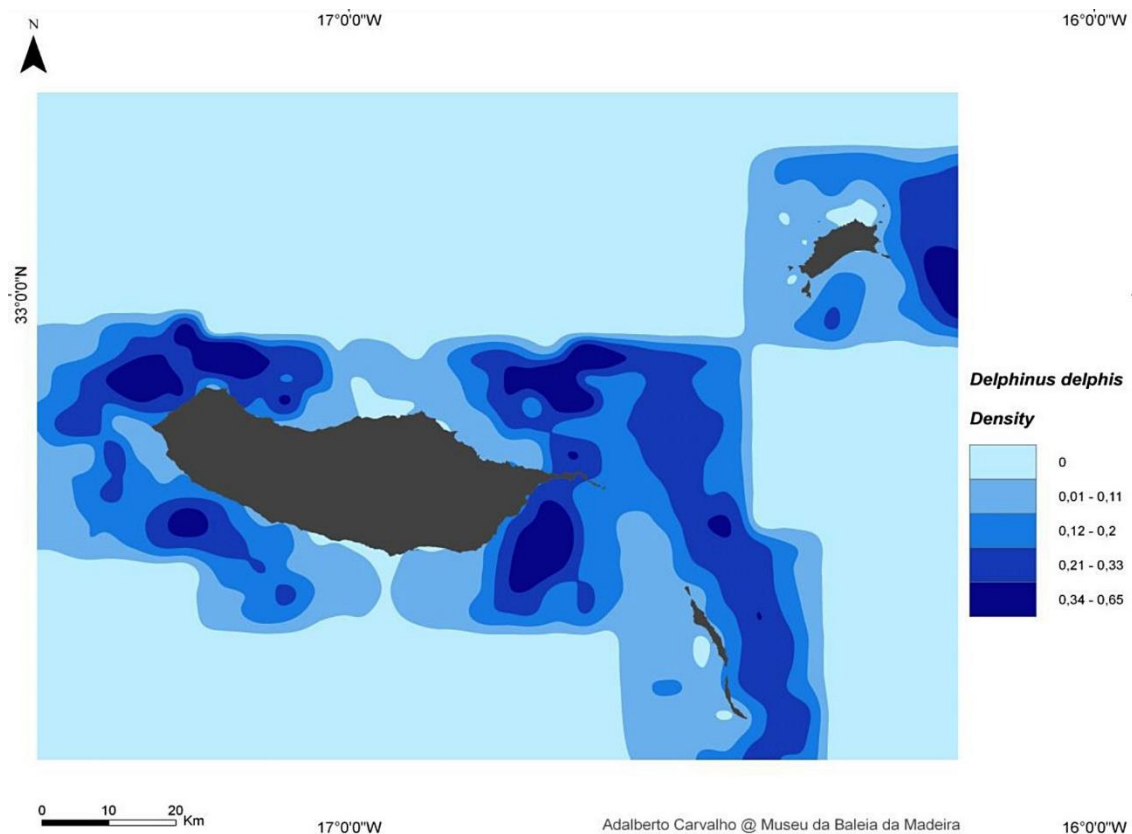 17°0'0"W
16°0'0"W
N
33°0'0"N
Delphinus delphis
Density
0
0,01 - 0,11
0,12 - 0,2
0,21 - 0,33
0,34 - 0,65
0 10 20
Km
17°0'0"W
Adalberto Carvalho @ Museu da Baleia da Madeira
16°0'0"W